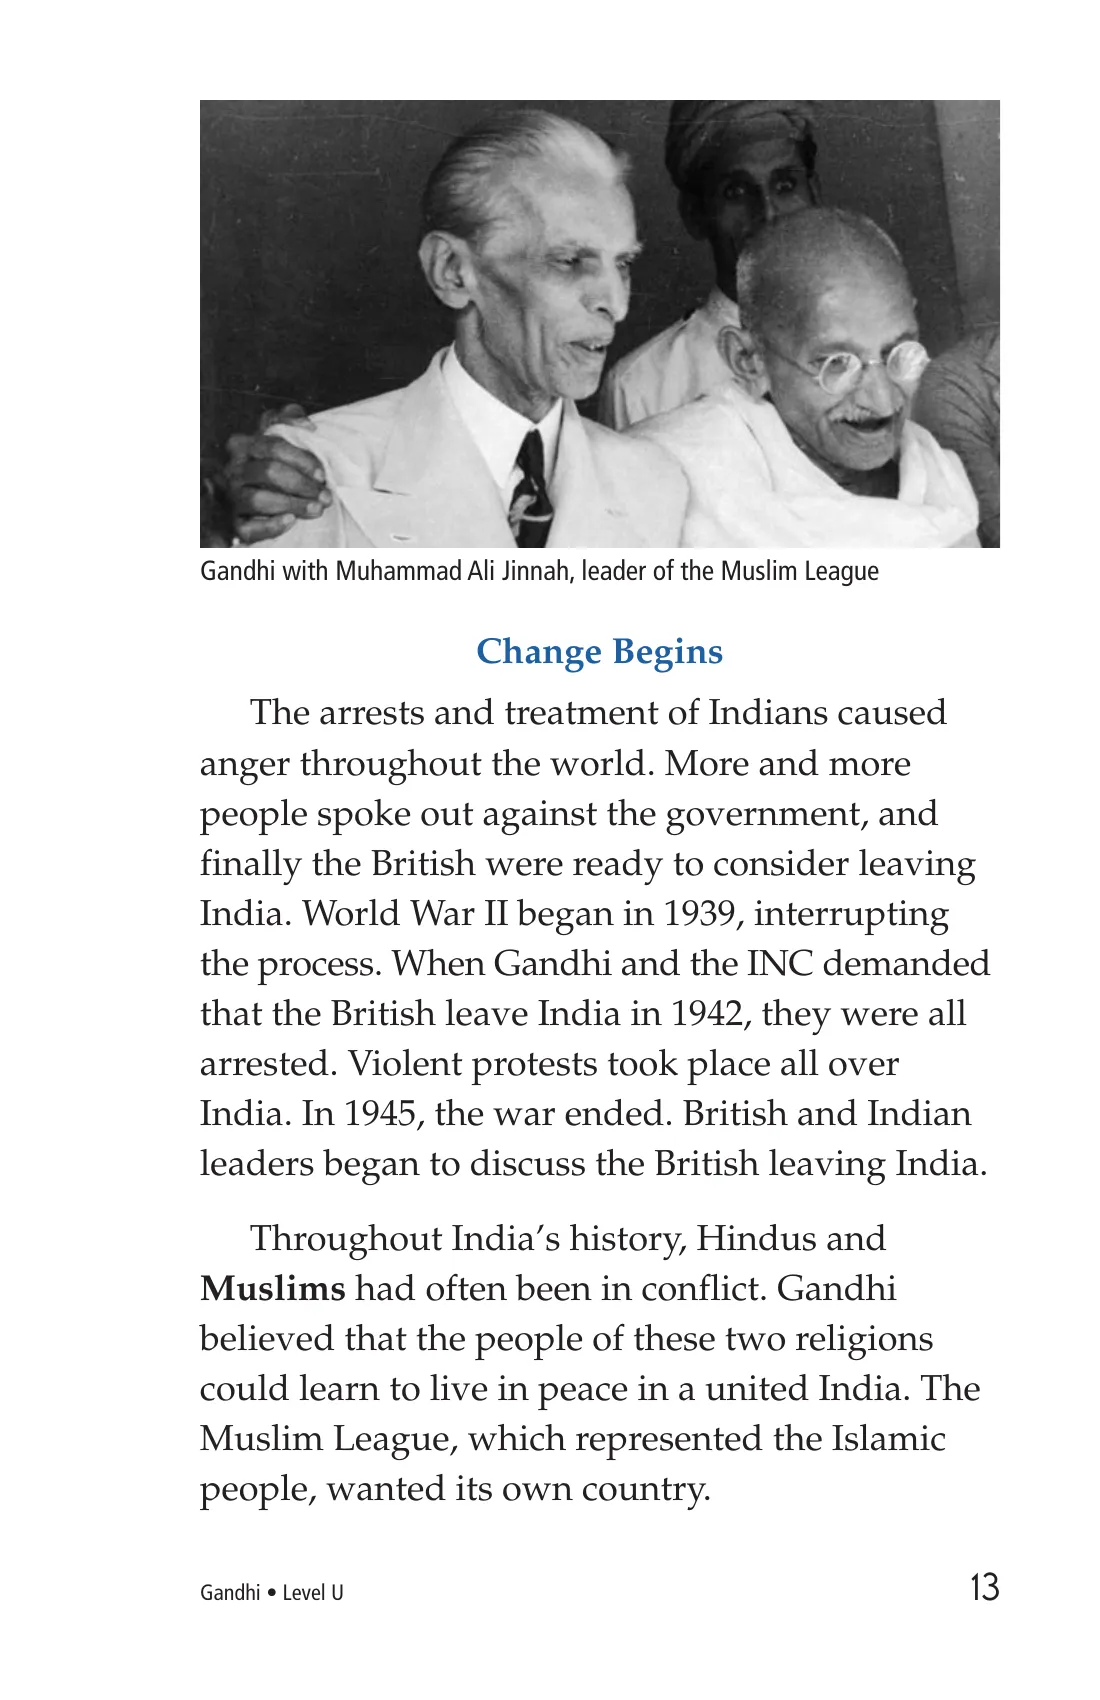 Gandhi with Muhammad Ali Jinnah, leader of the Muslim League
Change Begins
The arrests and treatment of Indians caused
anger throughout the world. More and more
people spoke out against the government, and
finally the British were ready to consider leaving
India. World War II began in 1939, interrupting
the process. When Gandhi and the INC demanded
that the British leave India in 1942, they were all
arrested. Violent protests took place all over
India. In 1945, the war ended. British and Indian
leaders began to discuss the British leaving India.
Throughout India’s history, Hindus and
Muslims had often been in conflict. Gandhi
believed that the people of these two religions
could learn to live in peace in a united India. The
Muslim League, which represented the Islamic
people, wanted its own country.
Gandhi • Level U 13